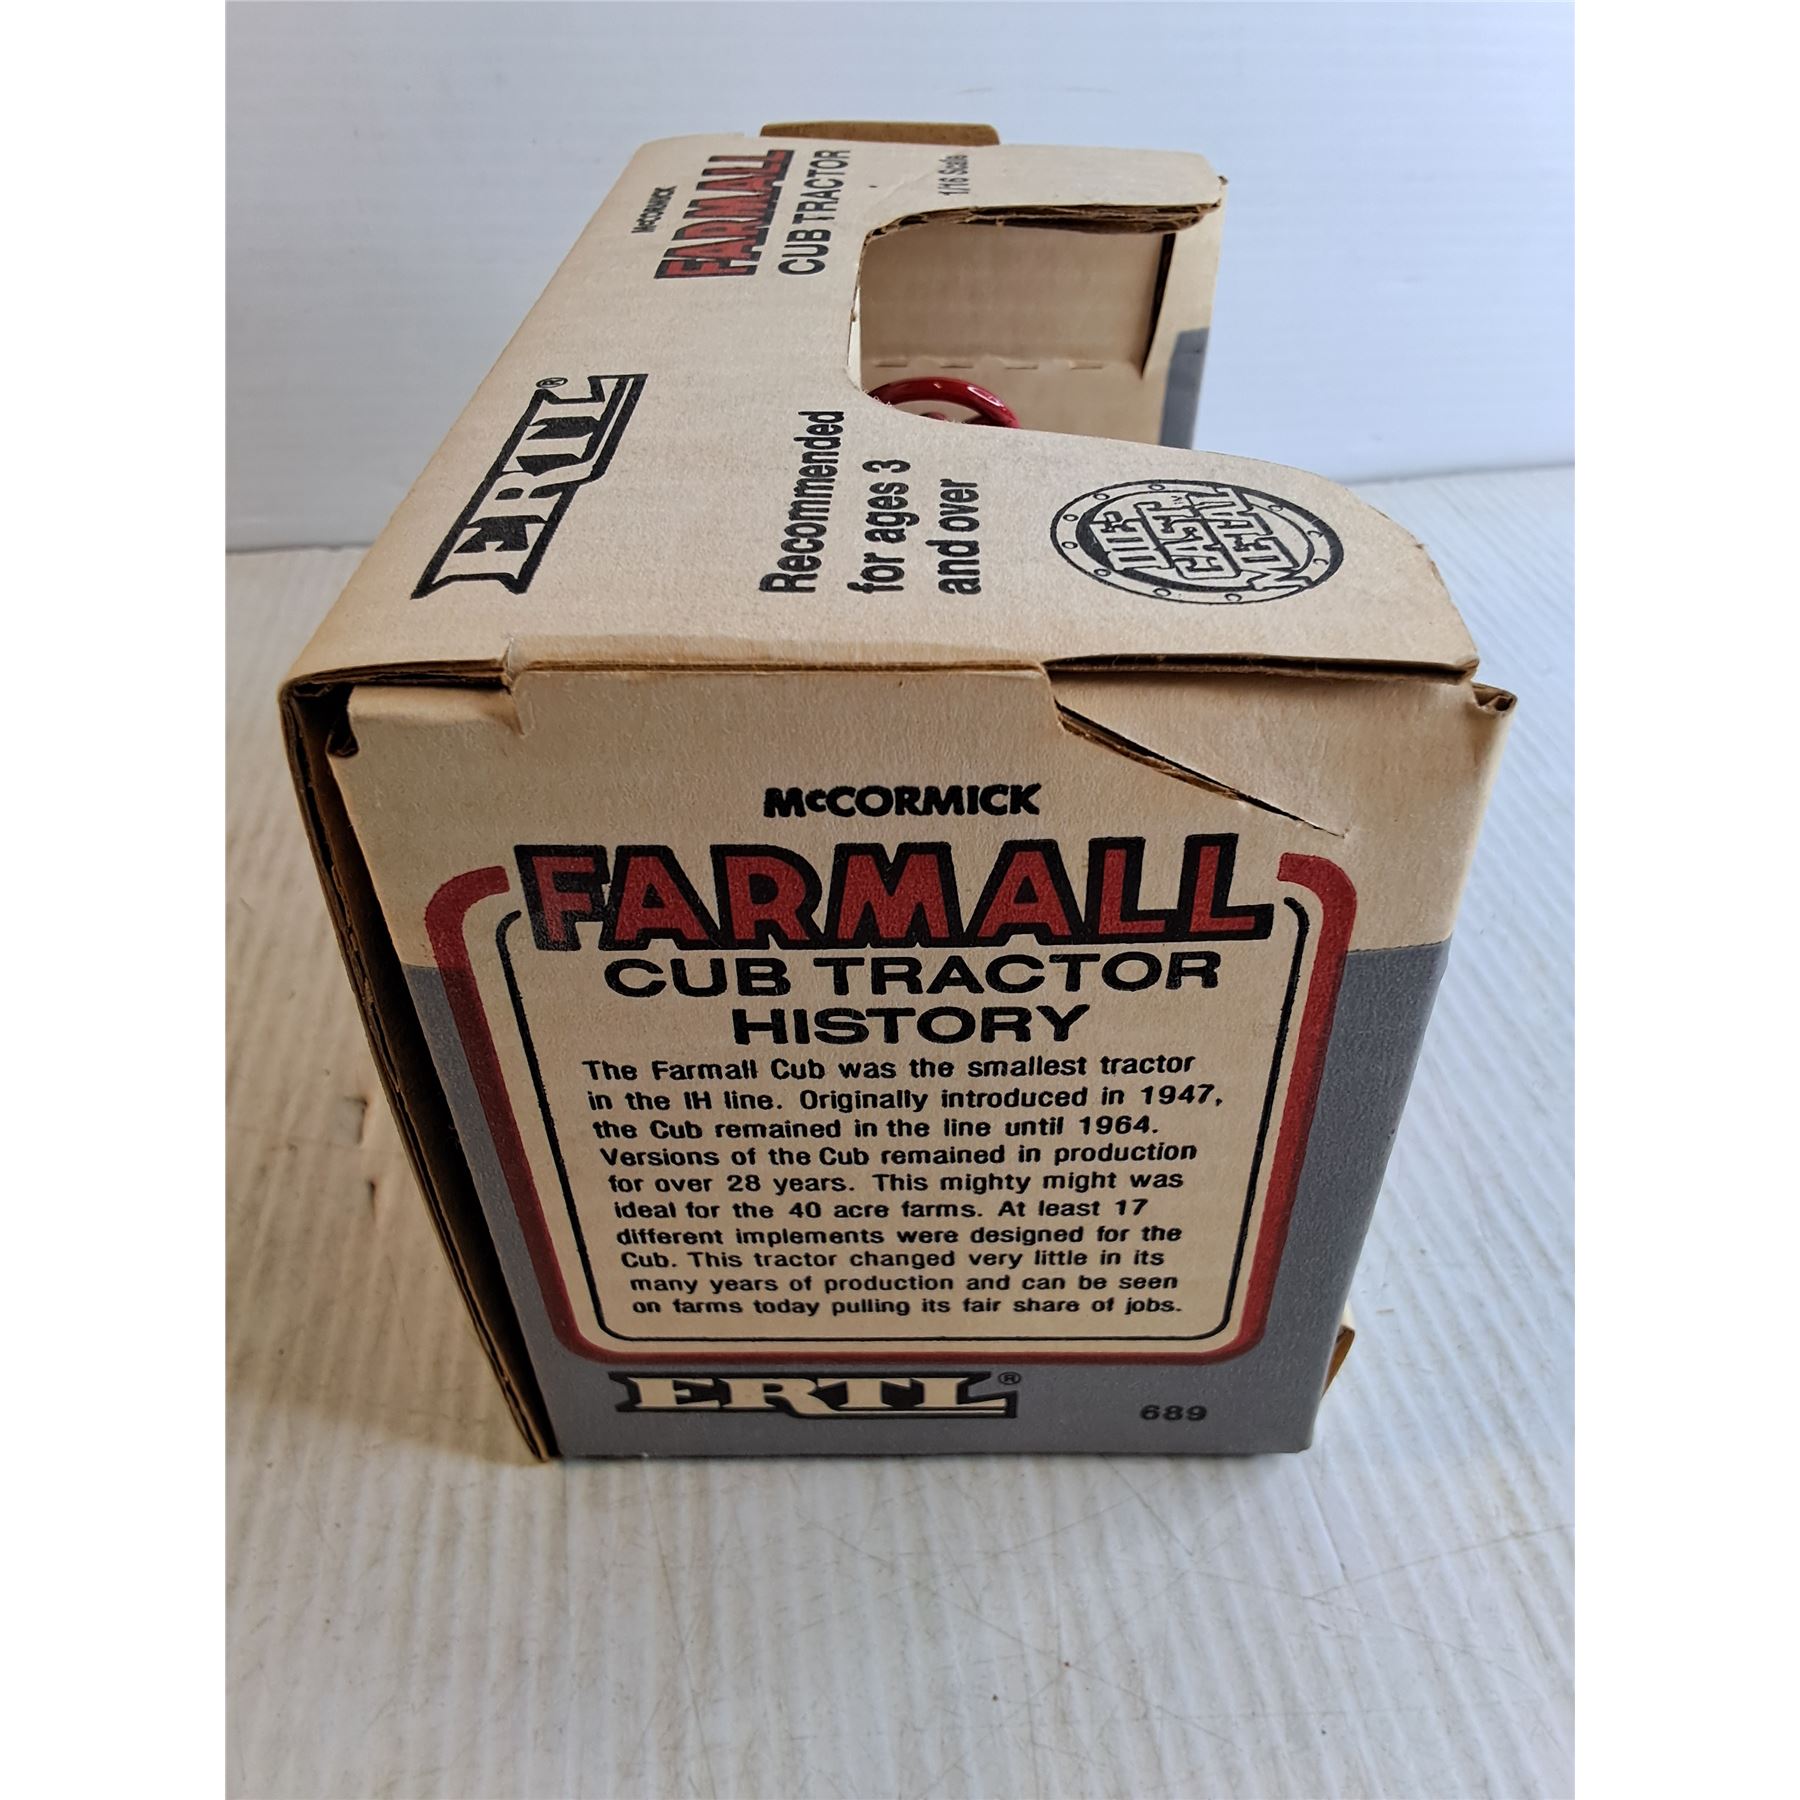 McCORMICK
FARMALL
CUB TRACTOR
1/16 Scale
ERTL®
Recommended
for ages 3
and over
DIE
CAST™
METAL
McCORMICK
FARMALL
CUB TRACTOR
HISTORY
The Farmall Cub was the smallest tractor
in the IH line. Originally introduced in 1947,
the Cub remained in the line until 1964.
Versions of the Cub remained in production
for over 28 years. This mighty might was
ideal for the 40 acre farms. At least 17
different implements were designed for the
Cub. This tractor changed very little in its
many years of production and can be seen
on farms today pulling its fair share of jobs.
ERTL®
689